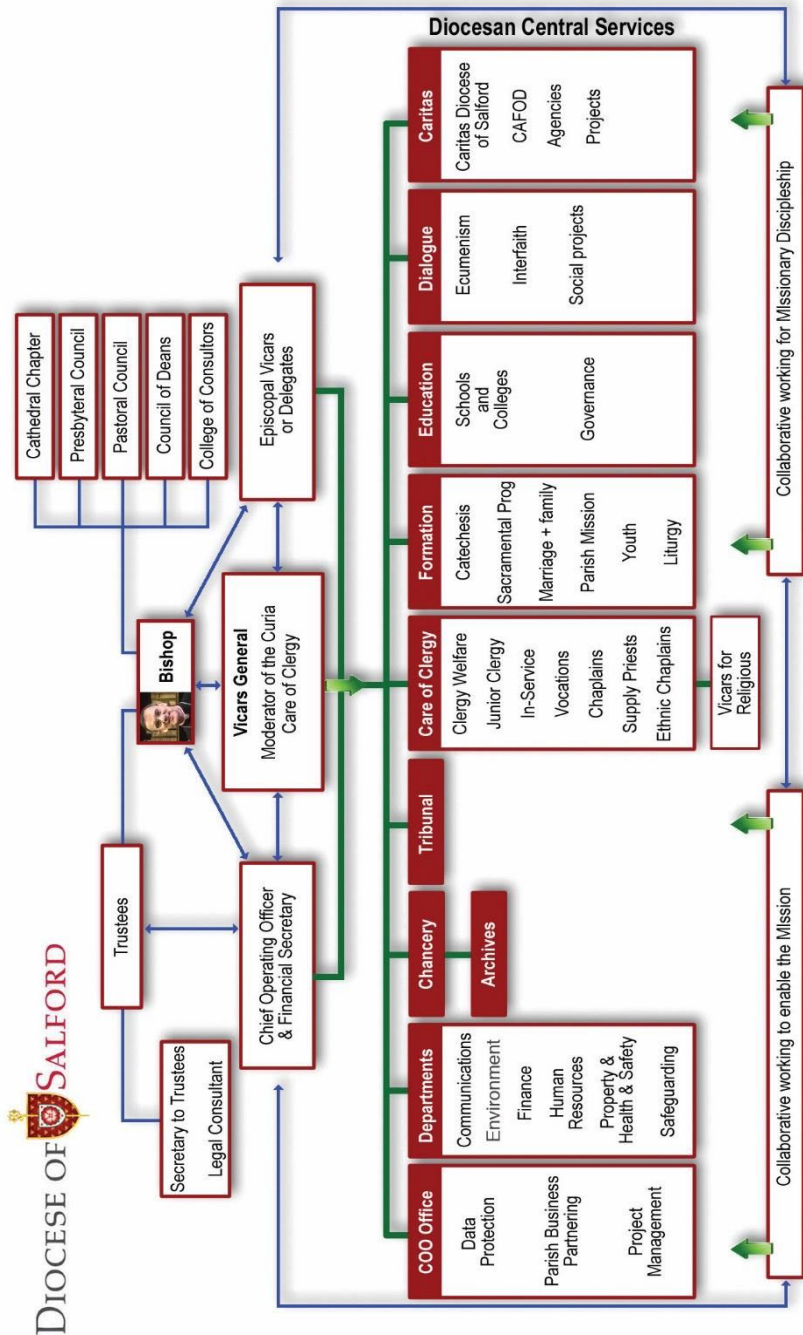 DIOCESE OF SALFORD
Secretary to Trustees
Legal Consultant
Trustees
Bishop
Cathedral Chapter
Presbyteral Council
Pastoral Council
Council of Deans
College of Consultors
Chief Operating Officer
& Financial Secretary
Vicars General
Moderator of the Curia
Care of Clergy
Episcopal Vicars
or Delegates
Diocesan Central Services
COO Office
Data
Protection
Parish Business
Partnering
Project
Management
Departments
Communications
Environment
Finance
Human
Resources
Property &
Health & Safety
Safeguarding
Chancery
Archives
Tribunal
Care of Clergy
Clergy Welfare
Junior Clergy
In-Service
Vocations
Chaplains
Supply Priests
Ethnic Chaplains
Vicars for
Religious
Formation
Catechesis
Sacramental Prog
Marriage + family
Parish Mission
Youth
Liturgy
Education
Schools
and
Colleges
Governance
Dialogue
Ecumenism
Interfaith
Social projects
Caritas
Caritas Diocese
of Salford
CAFOD
Agencies
Projects
Collaborative working to enable the MIssion
Collaborative working for MIssionary Discipleship